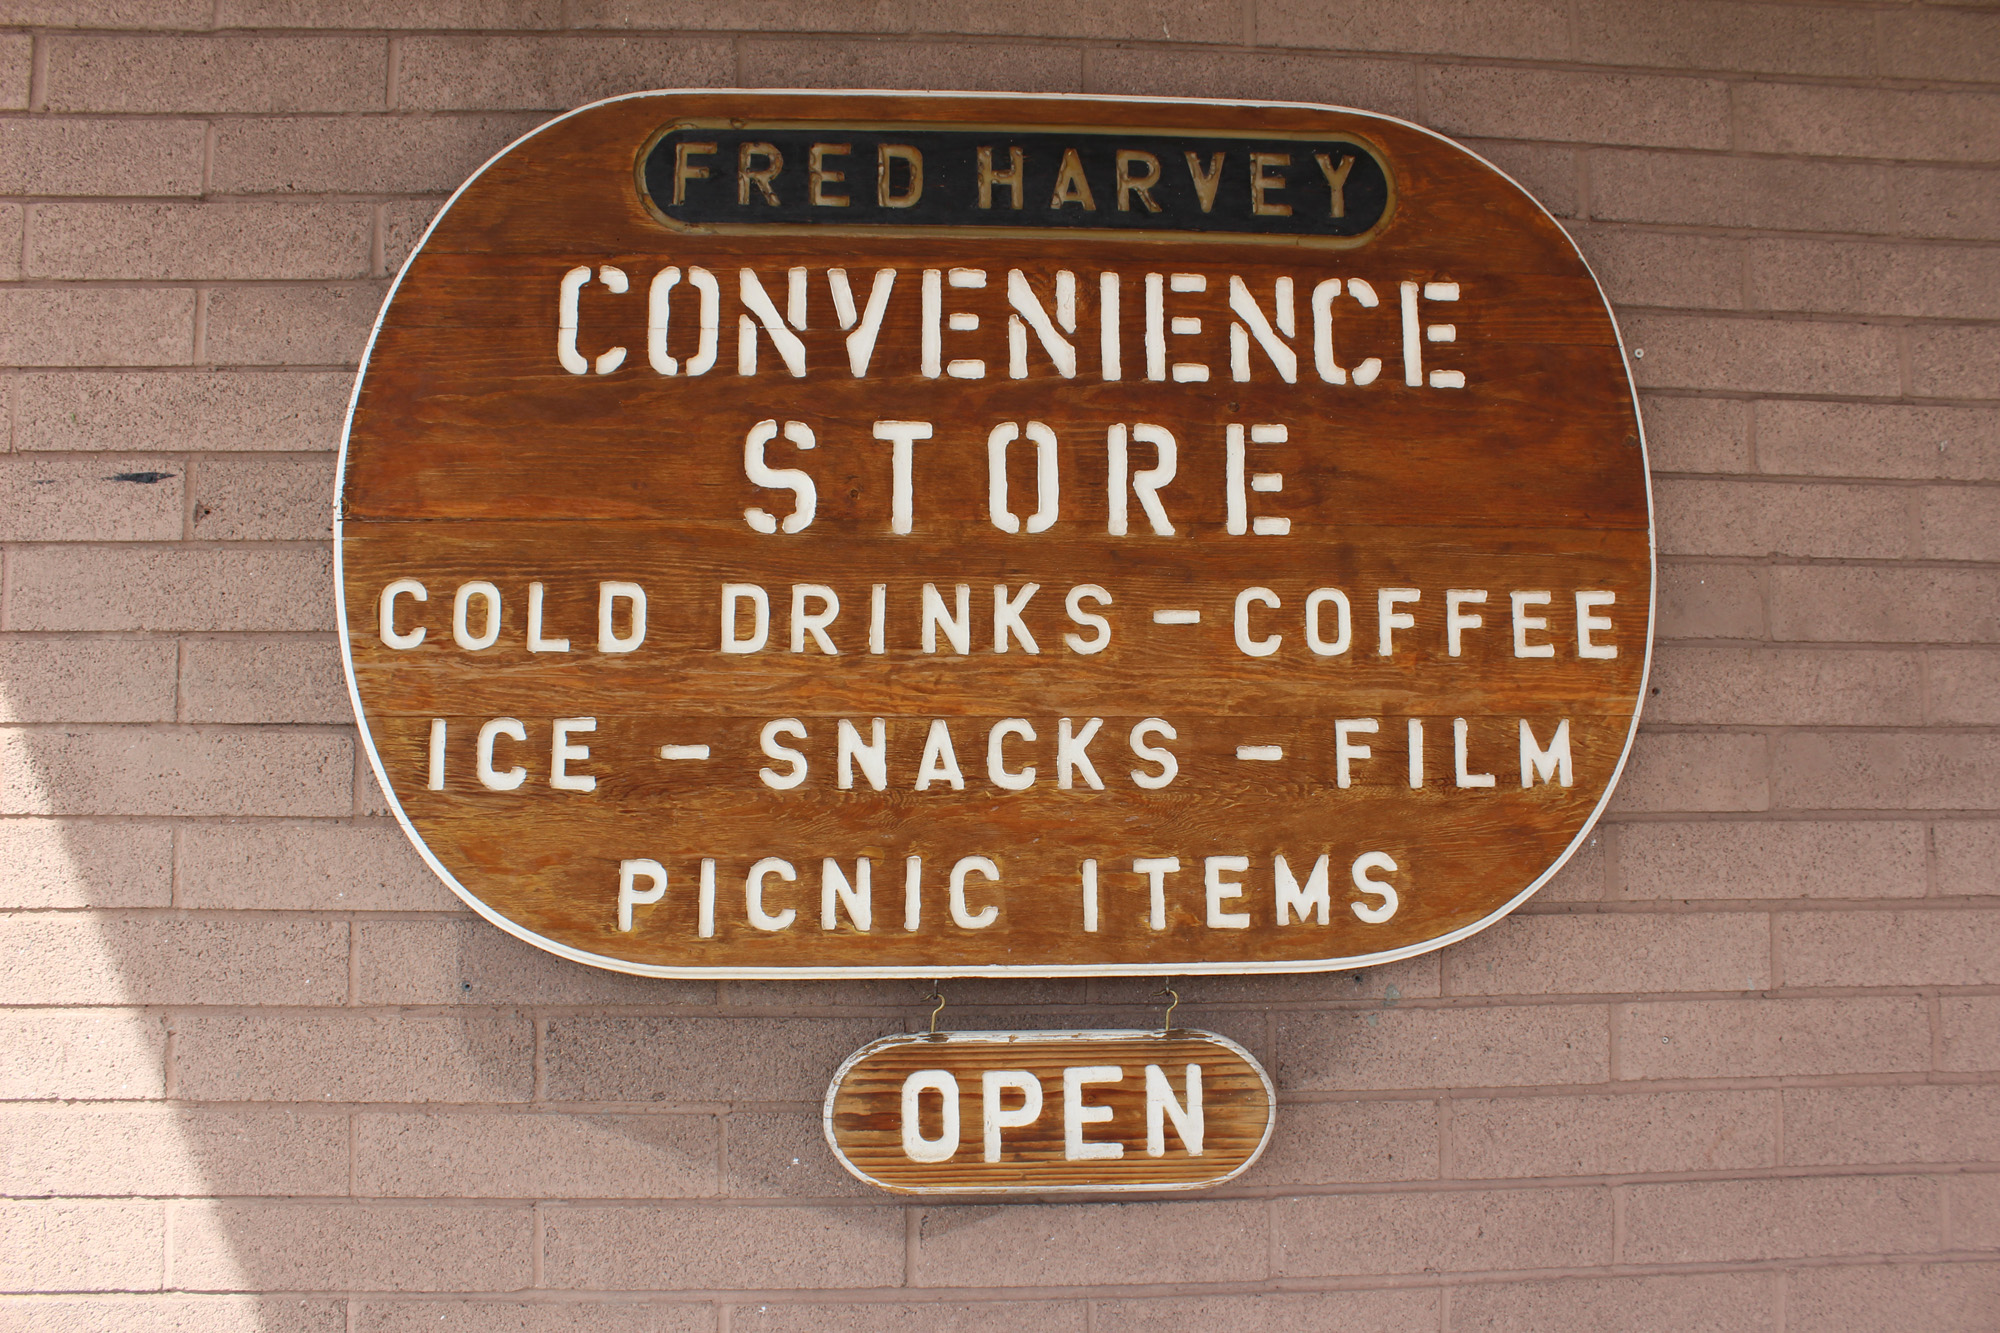 FRED HARVEY
CONVENIENCE
STORE
COLD DRINKS - COFFEE
ICE - SNACKS - FILM
PICNIC ITEMS
OPEN